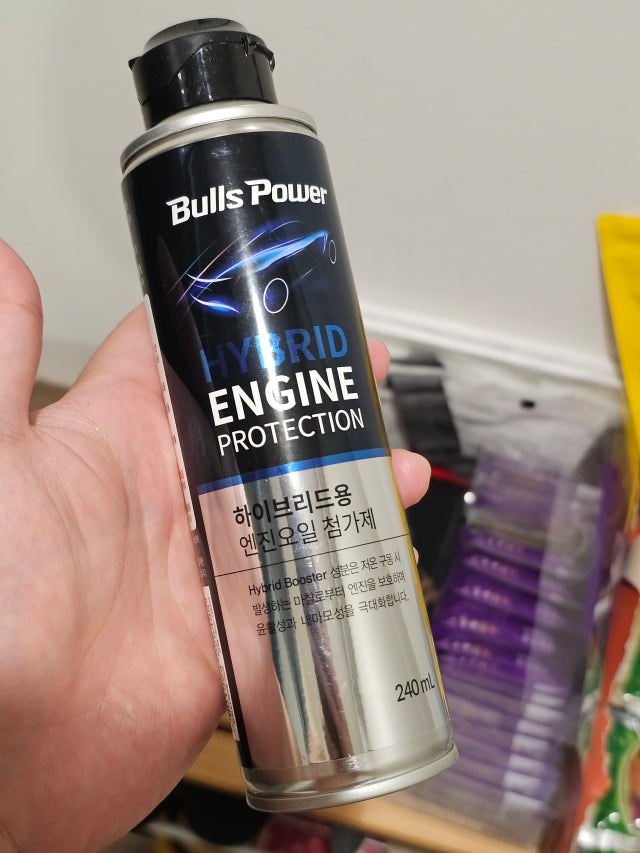 Bulls Power
HYBRID
ENGINE
PROTECTION
하이브리드용
엔진오일 첨가제
Hybrid Booster 성분은 저온 구동 시
발생하는 마찰로부터 엔진을 보호하며
윤활성과 내마모성을 극대화합니다.
240 mL